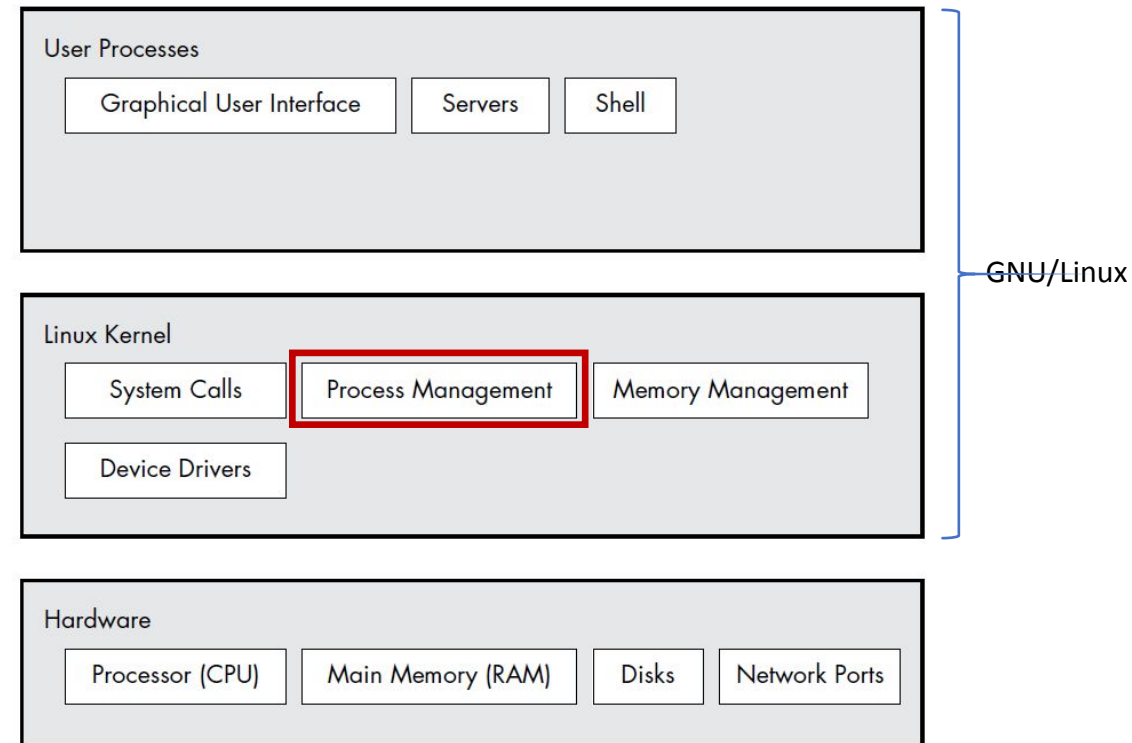 User Processes
Graphical User Interface Servers Shell
GNU/Linux
Linux Kernel
System Calls Process Management Memory Management
Device Drivers
Hardware
Processor (CPU) Main Memory (RAM) Disks Network Ports